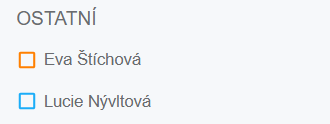 OSTATNÍ
Eva Štíchová
Lucie Nývltová